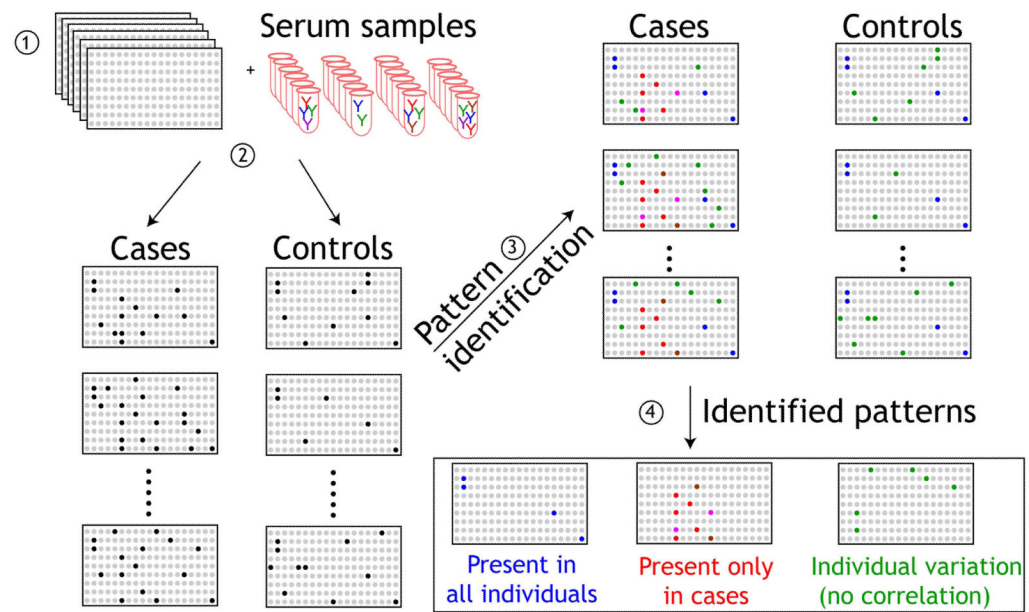 ①
Serum samples
+
②
Cases
Controls
Pattern ③
identification
Cases
Controls
④
Identified patterns
Present in
all individuals
Present only
in cases
Individual variation
(no correlation)